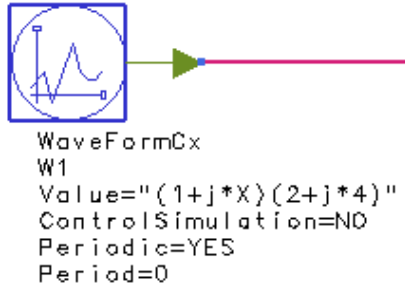 WaveFormCx
W1
Value="(1+j*X)(2+j*4)"
ControlSimulation=NO
Periodic=YES
Period=0